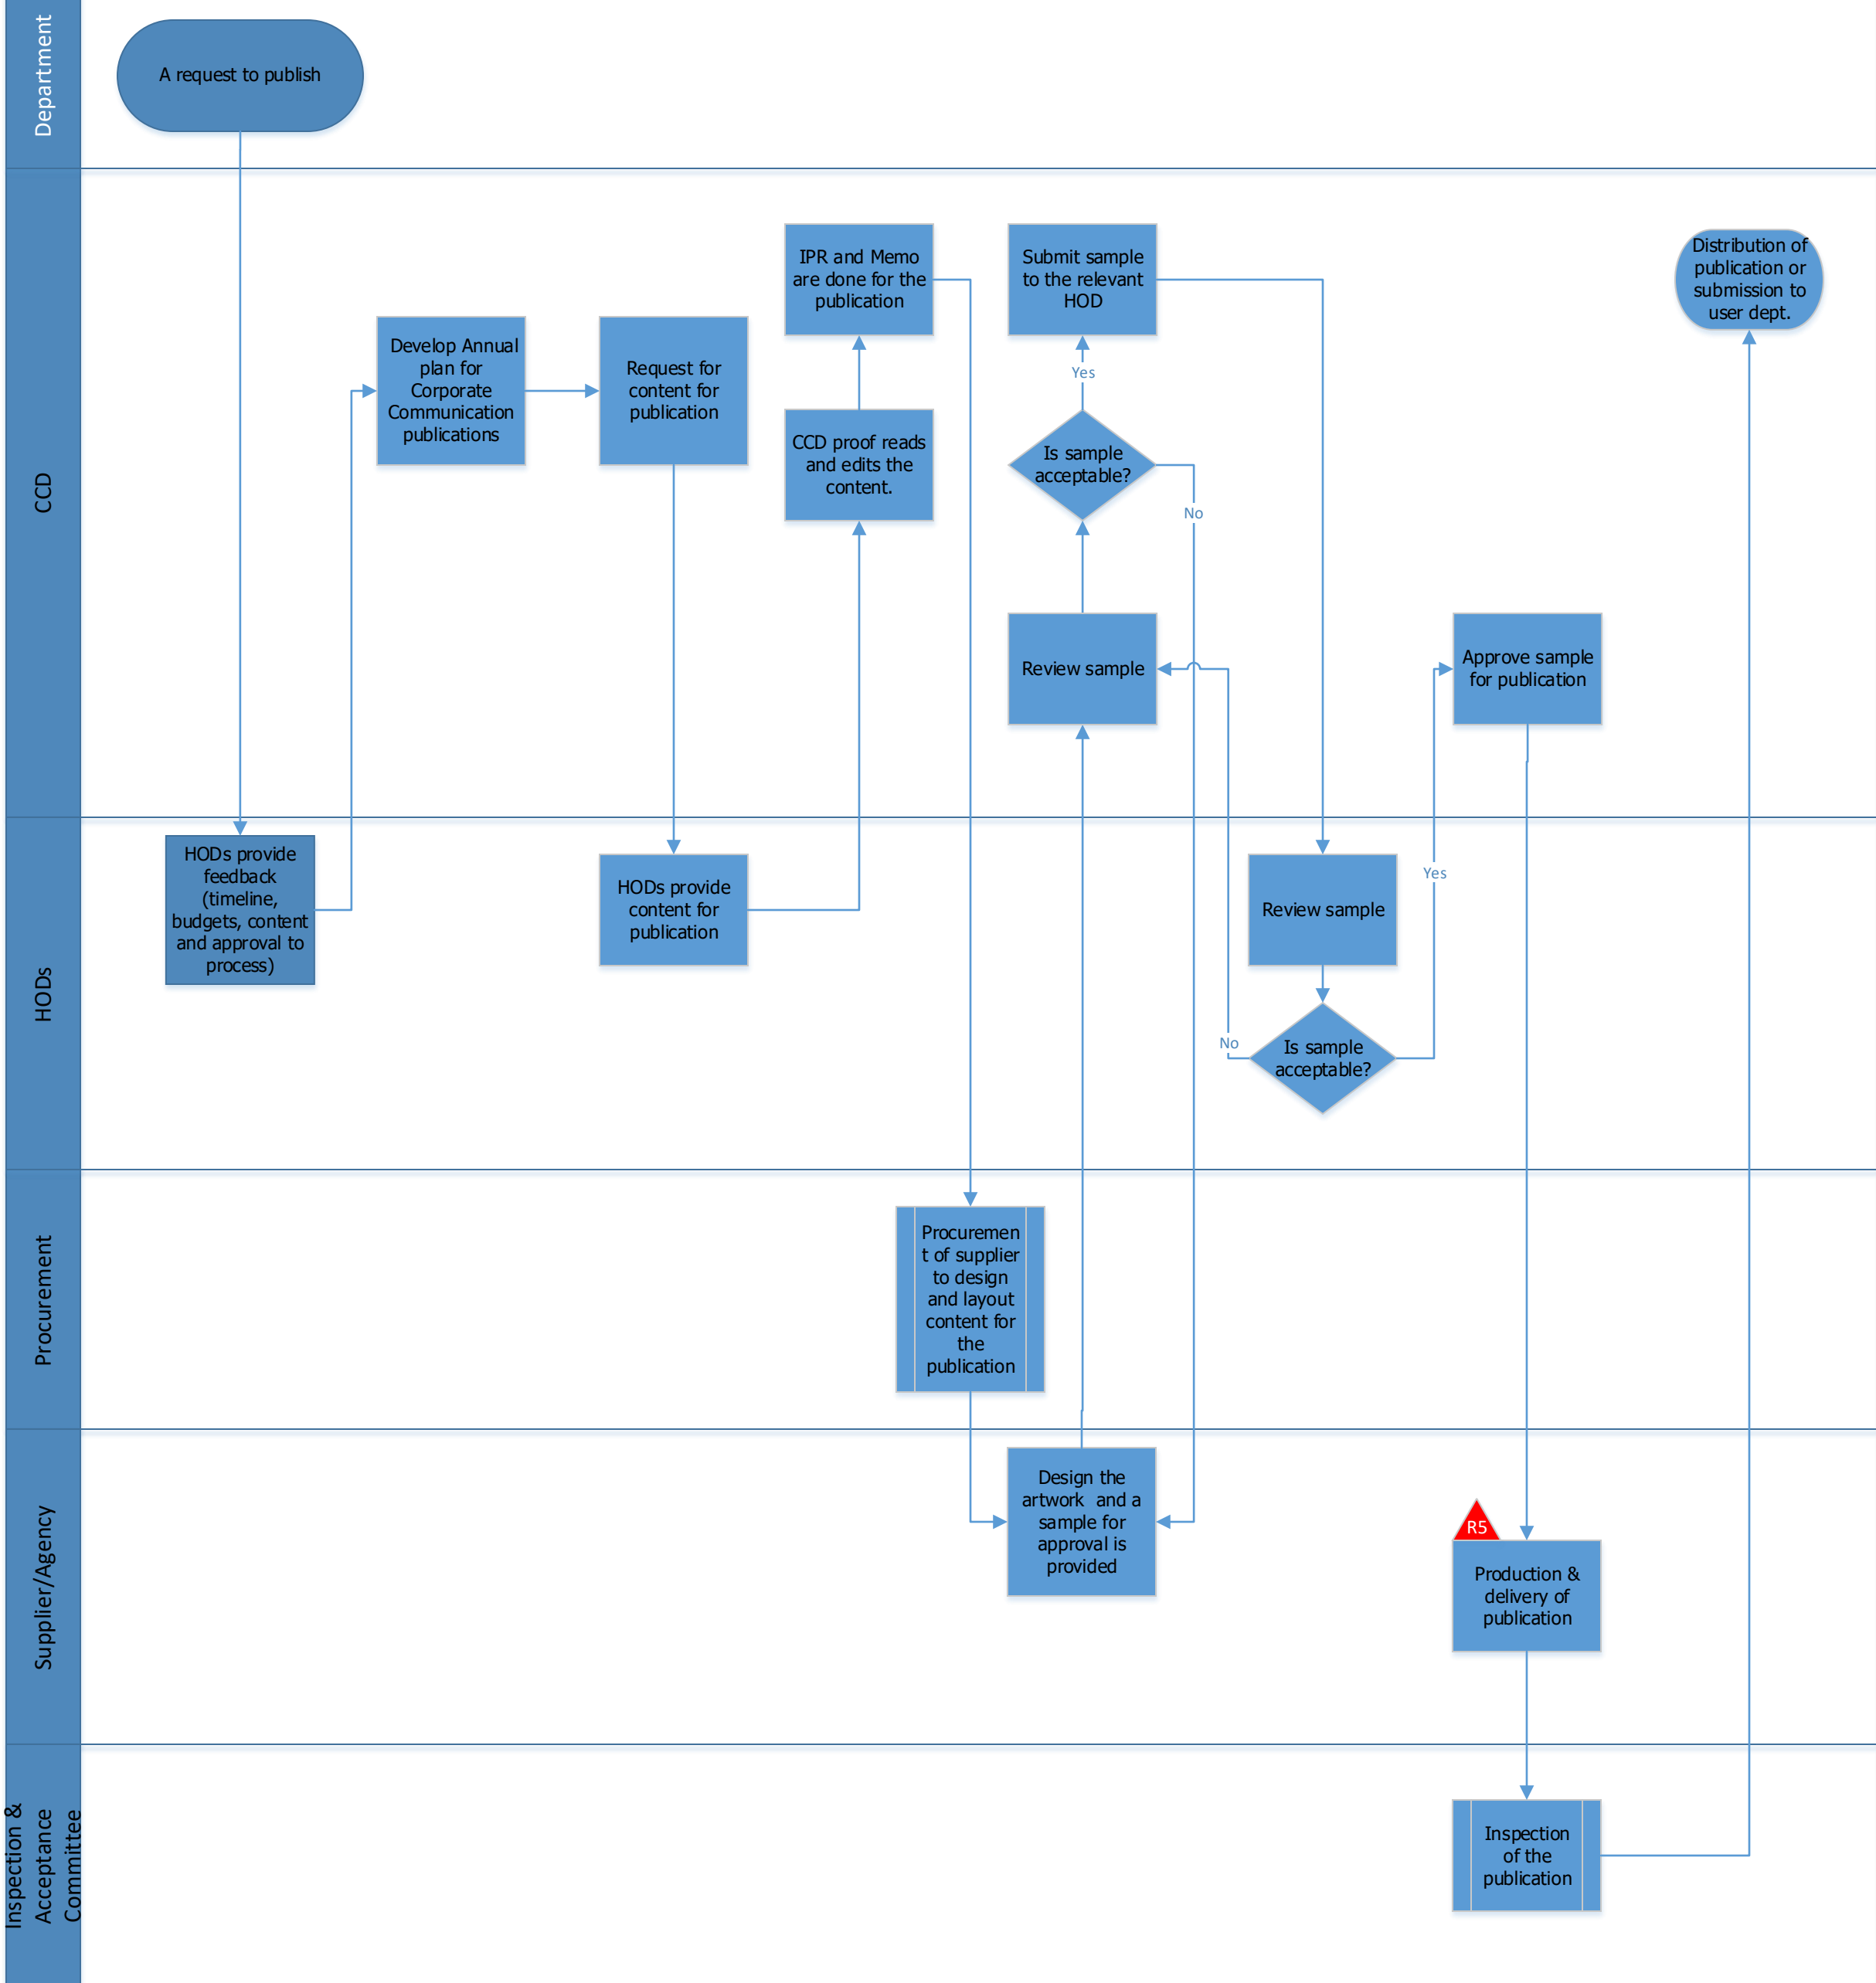 Department
A request to publish
CCD
Develop Annual
plan for
Corporate
Communication
publications
Request for
content for
publication
IPR and Memo
are done for the
publication
CCD proof reads
and edits the
content.
Submit sample
to the relevant
HOD
Yes
Is sample
acceptable?
No
Review sample
Approve sample
for publication
Distribution of
publication or
submission to
user dept.
HODs
HODs provide
feedback
(timeline,
budgets, content
and approval to
process)
HODs provide
content for
publication
Review sample
Yes
No
Is sample
acceptable?
Procurement
Procuremen
t of supplier
to design
and layout
content for
the
publication
Supplier/Agency
Design the
artwork  and a
sample for
approval is
provided
R5
Production &
delivery of
publication
Inspection &
Acceptance
Committee
Inspection
of the
publication